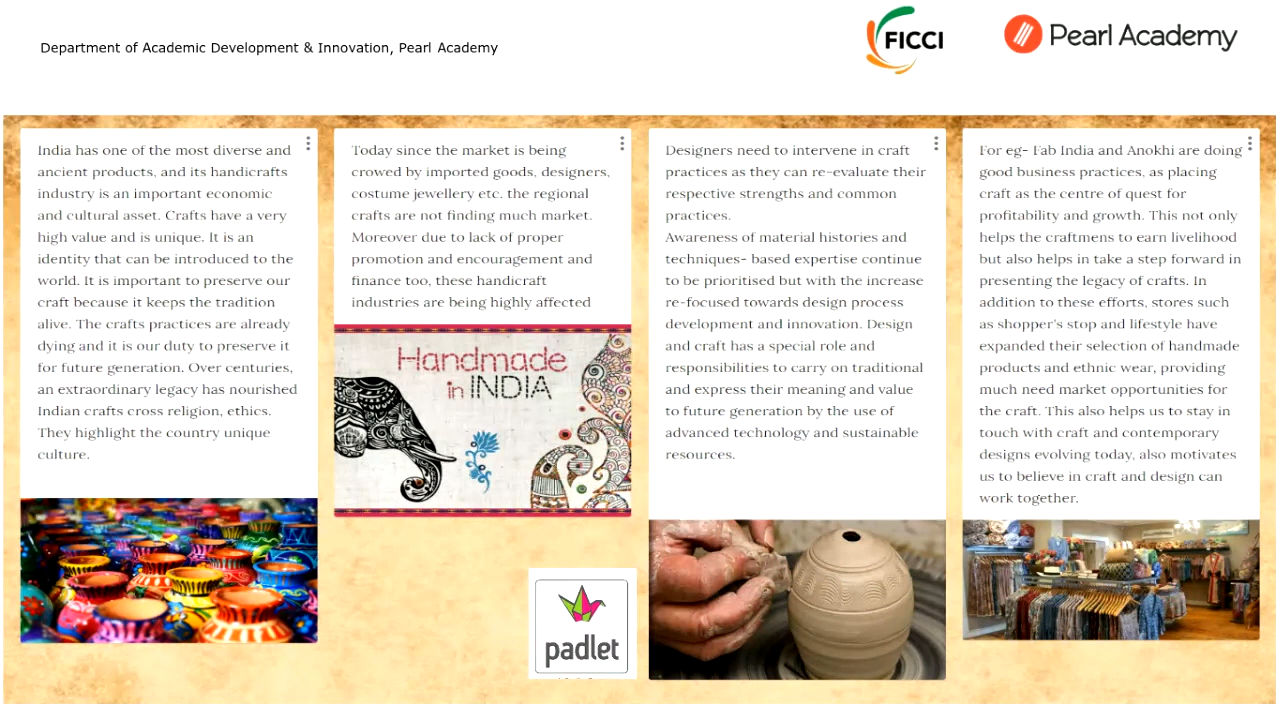 Department of Academic Development & Innovation, Pearl Academy
FICCI
Pearl Academy
India has one of the most diverse and
ancient products, and its handicrafts
industry is an important economic
and cultural asset. Crafts have a very
high value and is unique. It is an
identity that can be introduced to the
world. It is important to preserve our
craft because it keeps the tradition
alive. The crafts practices are already
dying and it is our duty to preserve it
for future generation. Over centuries,
an extraordinary legacy has nourished
Indian crafts cross religion, ethics.
They highlight the country unique
culture.
Today since the market is being
crowed by imported goods, designers,
costume jewellery etc. the regional
crafts are not finding much market.
Moreover due to lack of proper
promotion and encouragement and
finance too, these handicraft
industries are being highly affected
Handmade
in INDIA
padlet
Designers need to intervene in craft
practices as they can re-evaluate their
respective strengths and common
practices.
Awareness of material histories and
techniques- based expertise continue
to be prioritised but with the increase
re-focused towards design process
development and innovation. Design
and craft has a special role and
responsibilities to carry on traditional
and express their meaning and value
to future generation by the use of
advanced technology and sustainable
resources.
For eg- Fab India and Anokhi are doing
good business practices, as placing
craft as the centre of quest for
profitability and growth. This not only
helps the craftmens to earn livelihood
but also helps in take a step forward in
presenting the legacy of crafts. In
addition to these efforts, stores such
as shopper's stop and lifestyle have
expanded their selection of handmade
products and ethnic wear, providing
much need market opportunities for
the craft. This also helps us to stay in
touch with craft and contemporary
designs evolving today, also motivates
us to believe in craft and design can
work together.